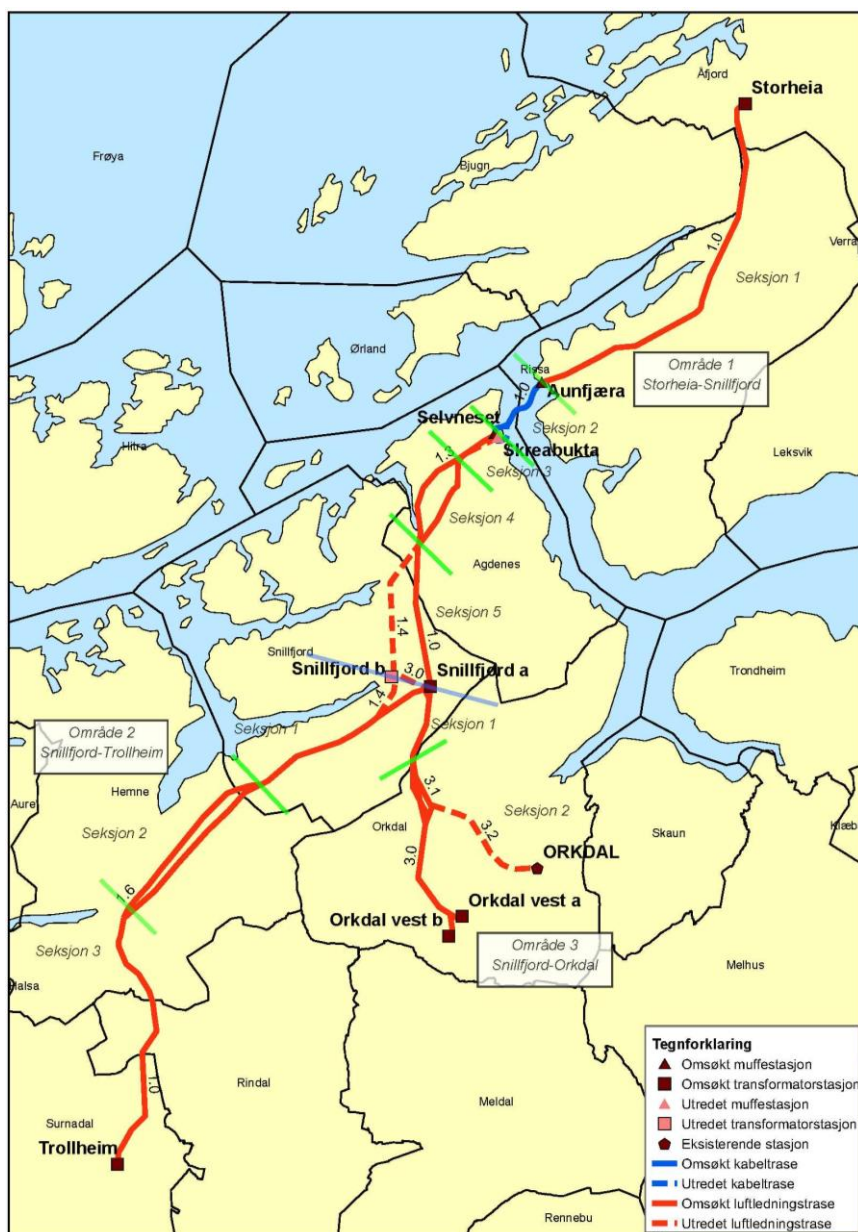 Åfjord
Storheia
Frøya
Bjugn
1.0
Verra
Seksjon 1
Ørland
Rissa
Område 1
Storheia-Snillfjord
Aunfjæra
1.0
Selvneset
Seksjon 2
Hitra
Skreabukta
Leksvik
1.3
Seksjon 3
Seksjon 4
Agdenes
Seksjon 5
1.4
1.0
Snillfjord
Snillfjord b
3.0
Snillfjord a
Trondheim
1.4
Seksjon 1
Seksjon 1
Område 2
Snillfjord-Trollheim
Aure
Hemne
3.1
Seksjon 2
Seksjon 2
Orkdal
3.2
Skaun
Klæb
3.0
ORKDAL
1.6
Orkdal vest a
Orkdal vest b
Seksjon 3
Område 3
Snillfjord-Orkdal
Melhus
Halsa
Tegnforklaring
Omsøkt muffestasjon
Omsøkt transformatorstasjon
Utredet muffestasjon
Utredet transformatorstasjon
Eksisterende stasjon
Omsøkt kabeltrase
Utredet kabeltrase
Omsøkt luftledningstrase
Utredet luftledningstrase
1.0
Rindal
Meldal
Surnadal
Trollheim
Rennebu